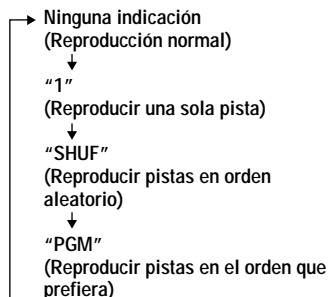 Ninguna indicación
(Reproducción normal)
“1”
(Reproducir una sola pista)
“SHUF”
(Reproducir pistas en orden
aleatorio)
“PGM”
(Reproducir pistas en el orden que
prefiera)